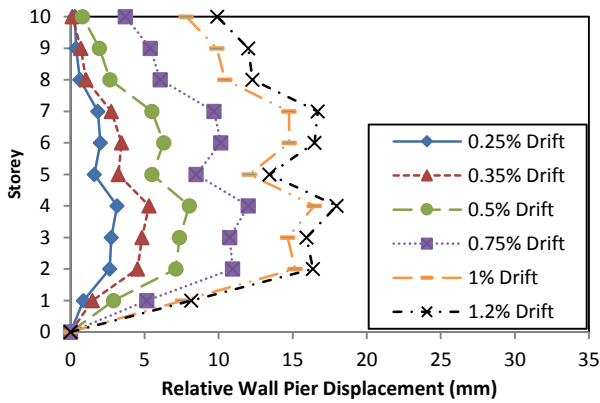 10
9
8
7
6
5
4
3
2
1
0
Storey
0.25% Drift
0.35% Drift
0.5% Drift
0.75% Drift
1% Drift
1.2% Drift
0 5 10 15 20 25 30 35
Relative Wall Pier Displacement (mm)